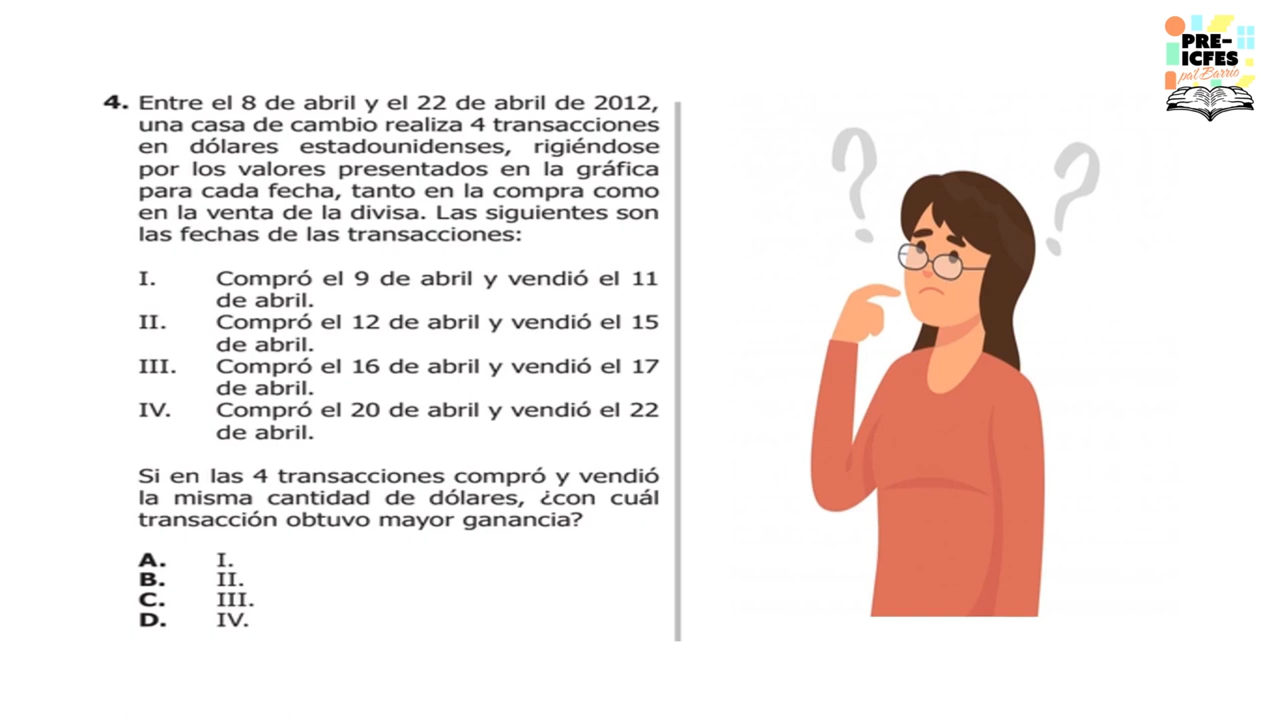 PRE-
ICFES
pa'l Barrio
4. Entre el 8 de abril y el 22 de abril de 2012,
una casa de cambio realiza 4 transacciones
en dólares estadounidenses, rigiéndose
por los valores presentados en la gráfica
para cada fecha, tanto en la compra como
en la venta de la divisa. Las siguientes son
las fechas de las transacciones:
I. Compró el 9 de abril y vendió el 11
de abril.
II. Compró el 12 de abril y vendió el 15
de abril.
III. Compró el 16 de abril y vendió el 17
de abril.
IV. Compró el 20 de abril y vendió el 22
de abril.
Si en las 4 transacciones compró y vendió
la misma cantidad de dólares, ¿con cuál
transacción obtuvo mayor ganancia?
A. I.
B. II.
C. III.
D. IV.
? ?